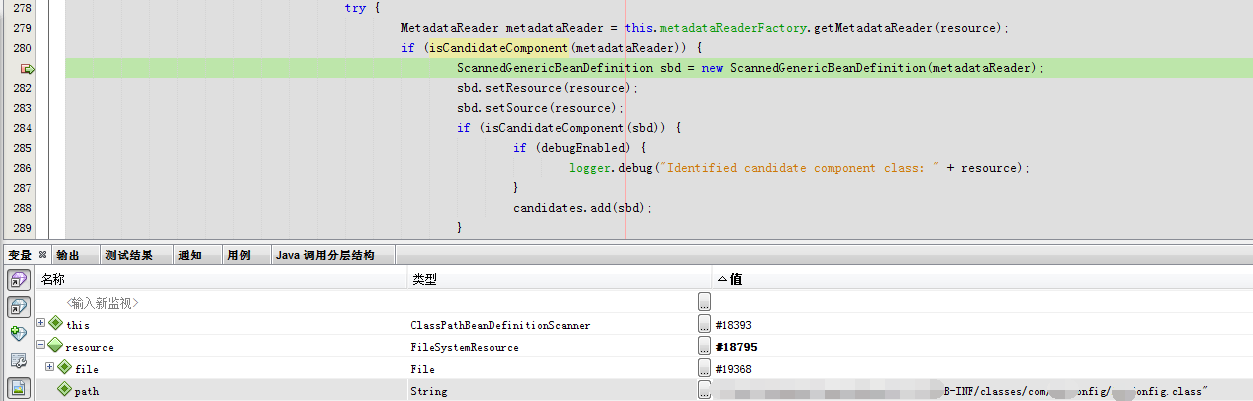 278 try {
279 MetadataReader metadataReader = this.metadataReaderFactory.getMetadataReader(resource);
280 if (isCandidateComponent(metadataReader)) {
ScannedGenericBeanDefinition sbd = new ScannedGenericBeanDefinition(metadataReader);
282 sbd.setResource(resource);
283 sbd.setSource(resource);
284 if (isCandidateComponent(sbd)) {
285 if (debugEnabled) {
286 logger.debug("Identified candidate component class: " + resource);
287 }
288 candidates.add(sbd);
289 }
变量 输出 测试结果 通知 用例 Java 调用分层结构
名称 类型 值
<输入新监视> ...
this ClassPathBeanDefinitionScanner ... #18393
resource FileSystemResource ... #18795
file File ... #19368
path String ... B-INF/classes/com/ onfig/ onfig.class"